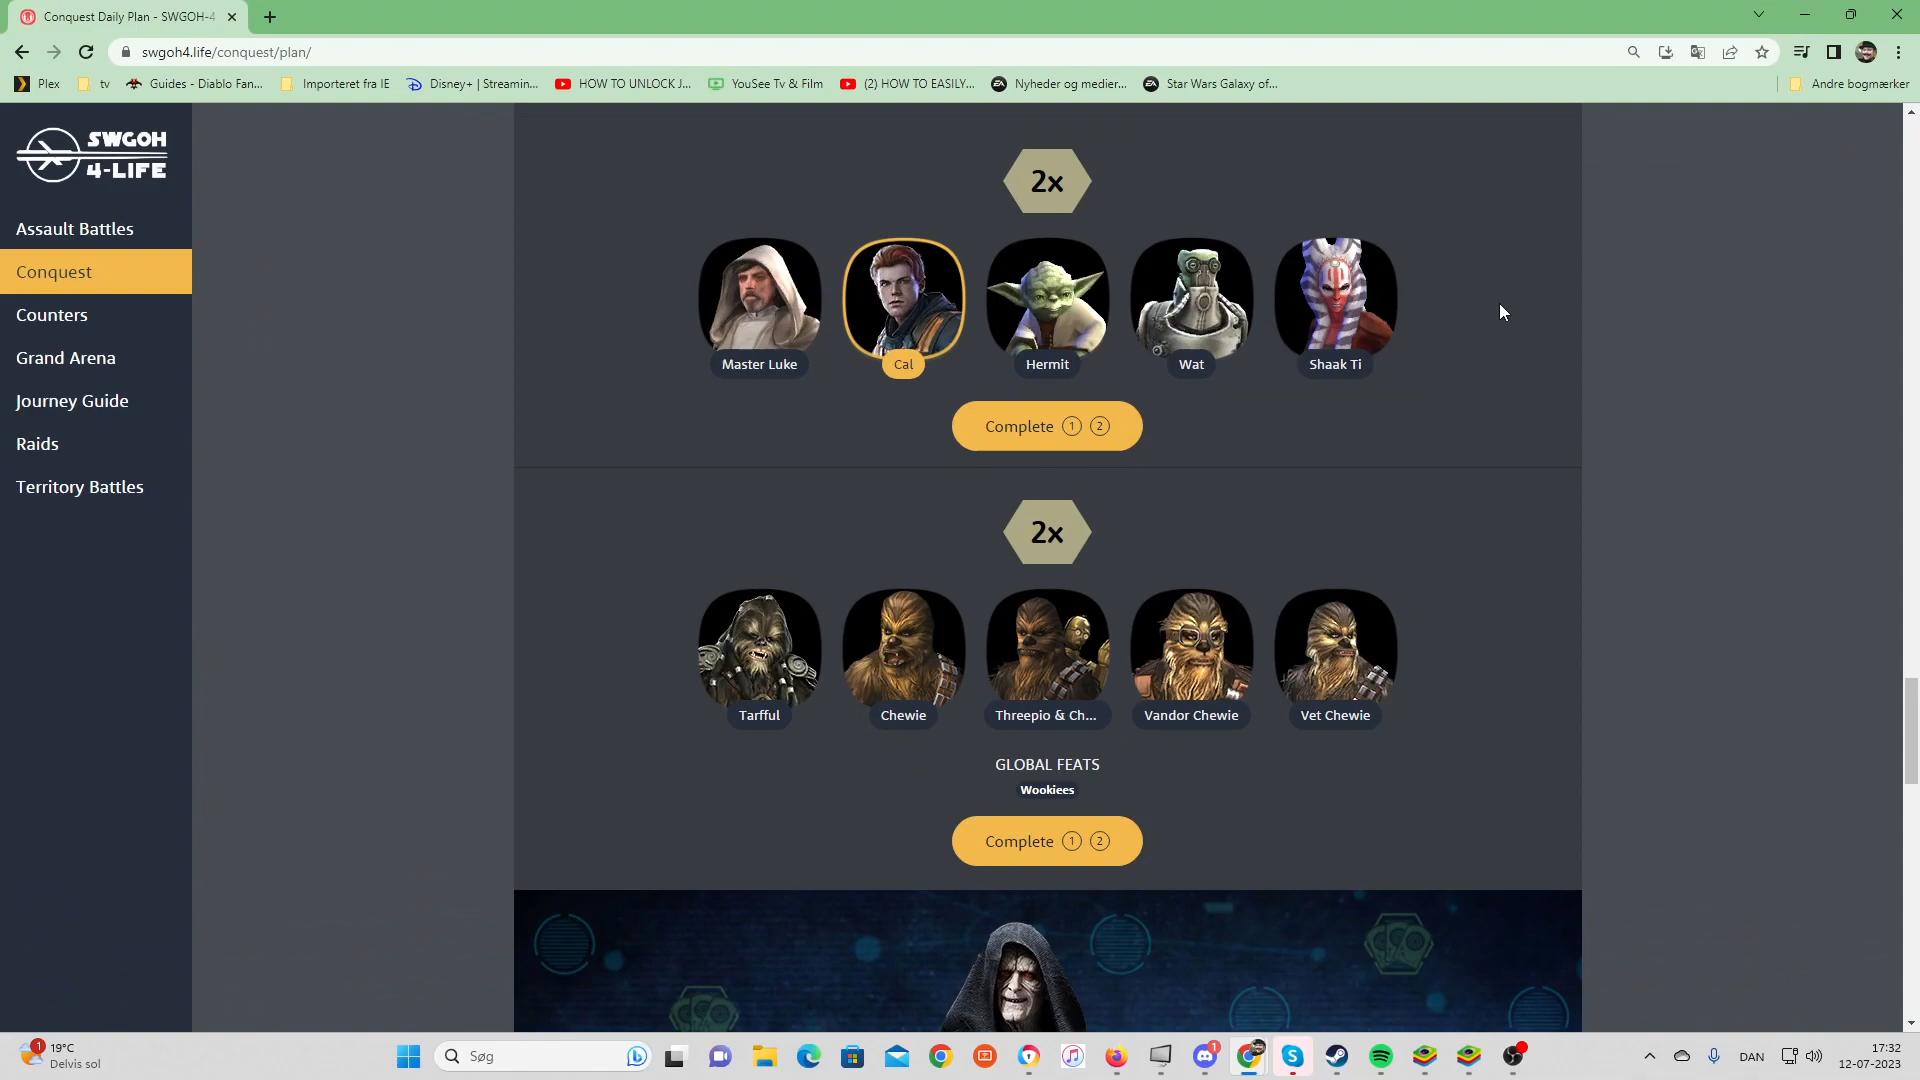 Conquest Daily Plan - SWGOH-4
swgoh4.life/conquest/plan/
Plex
tv
Guides - Diablo Fan...
Importeret fra IE
Disney+ | Streamin...
HOW TO UNLOCK J...
YouSee Tv & Film
(2) HOW TO EASILY...
Nyheder og medier...
Star Wars Galaxy of...
Andre bogmærker
SWGOH
4-LIFE
Assault Battles
Conquest
Counters
Grand Arena
Journey Guide
Raids
Territory Battles
2x
Master Luke
Cal
Hermit
Wat
Shaak Ti
Complete 1 2
2x
Tarfful
Chewie
Threepio & Ch...
Vandor Chewie
Vet Chewie
GLOBAL FEATS
Wookiees
Complete 1 2
1
19°C
Delvis sol
Søg
1
DAN
17:32
12-07-2023